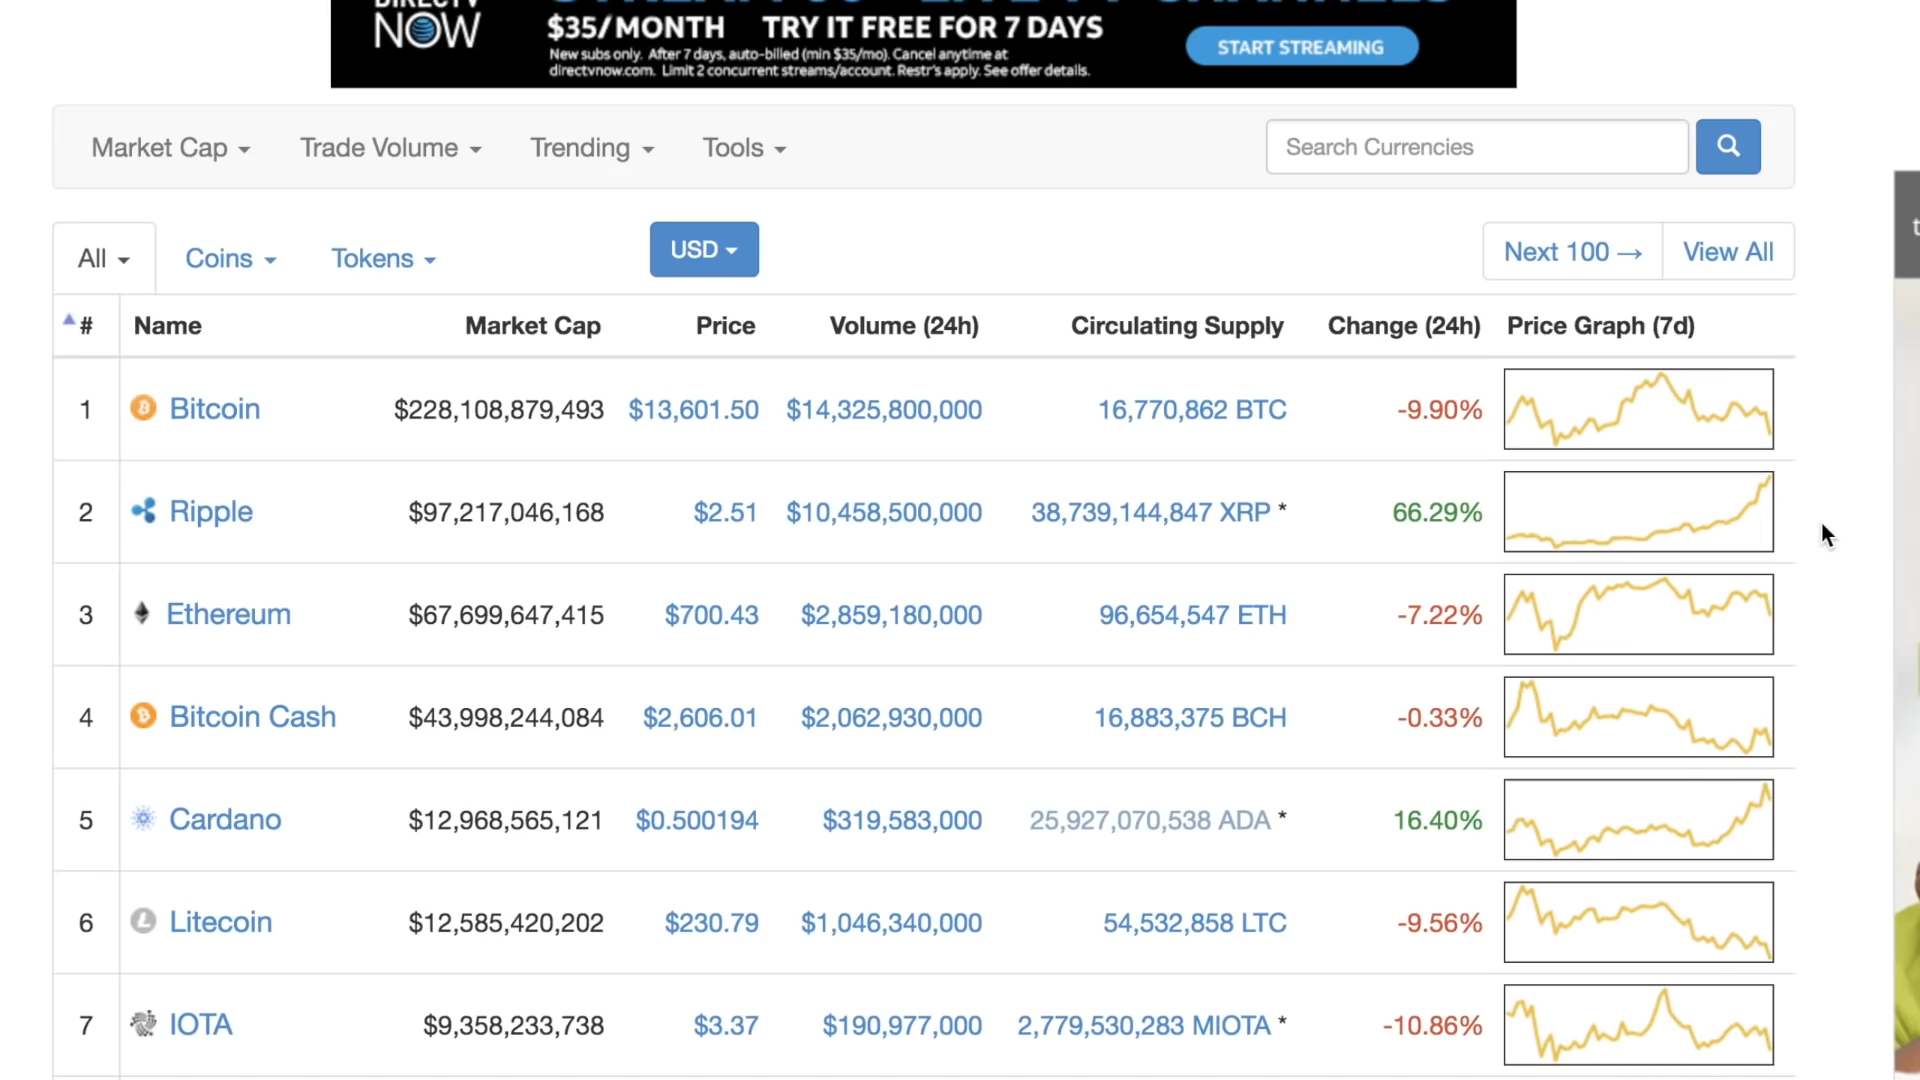 NOW
$35/MONTH TRY IT FREE FOR 7 DAYS
New subs only. After 7 days, auto-billed (min $35/mo). Cancel anytime at
directvnow.com. Limit 2 concurrent streams/account. Restr's apply. See offer details.
START STREAMING
Market Cap Trade Volume Trending Tools Search Currencies
All Coins Tokens USD Next 100 → View All
# Name Market Cap Price Volume (24h) Circulating Supply Change (24h) Price Graph (7d)
1 Bitcoin $228,108,879,493 $13,601.50 $14,325,800,000 16,770,862 BTC -9.90%
2 Ripple $97,217,046,168 $2.51 $10,458,500,000 38,739,144,847 XRP * 66.29%
3 Ethereum $67,699,647,415 $700.43 $2,859,180,000 96,654,547 ETH -7.22%
4 Bitcoin Cash $43,998,244,084 $2,606.01 $2,062,930,000 16,883,375 BCH -0.33%
5 Cardano $12,968,565,121 $0.500194 $319,583,000 25,927,070,538 ADA * 16.40%
6 Litecoin $12,585,420,202 $230.79 $1,046,340,000 54,532,858 LTC -9.56%
7 IOTA $9,358,233,738 $3.37 $190,977,000 2,779,530,283 MIOTA * -10.86%